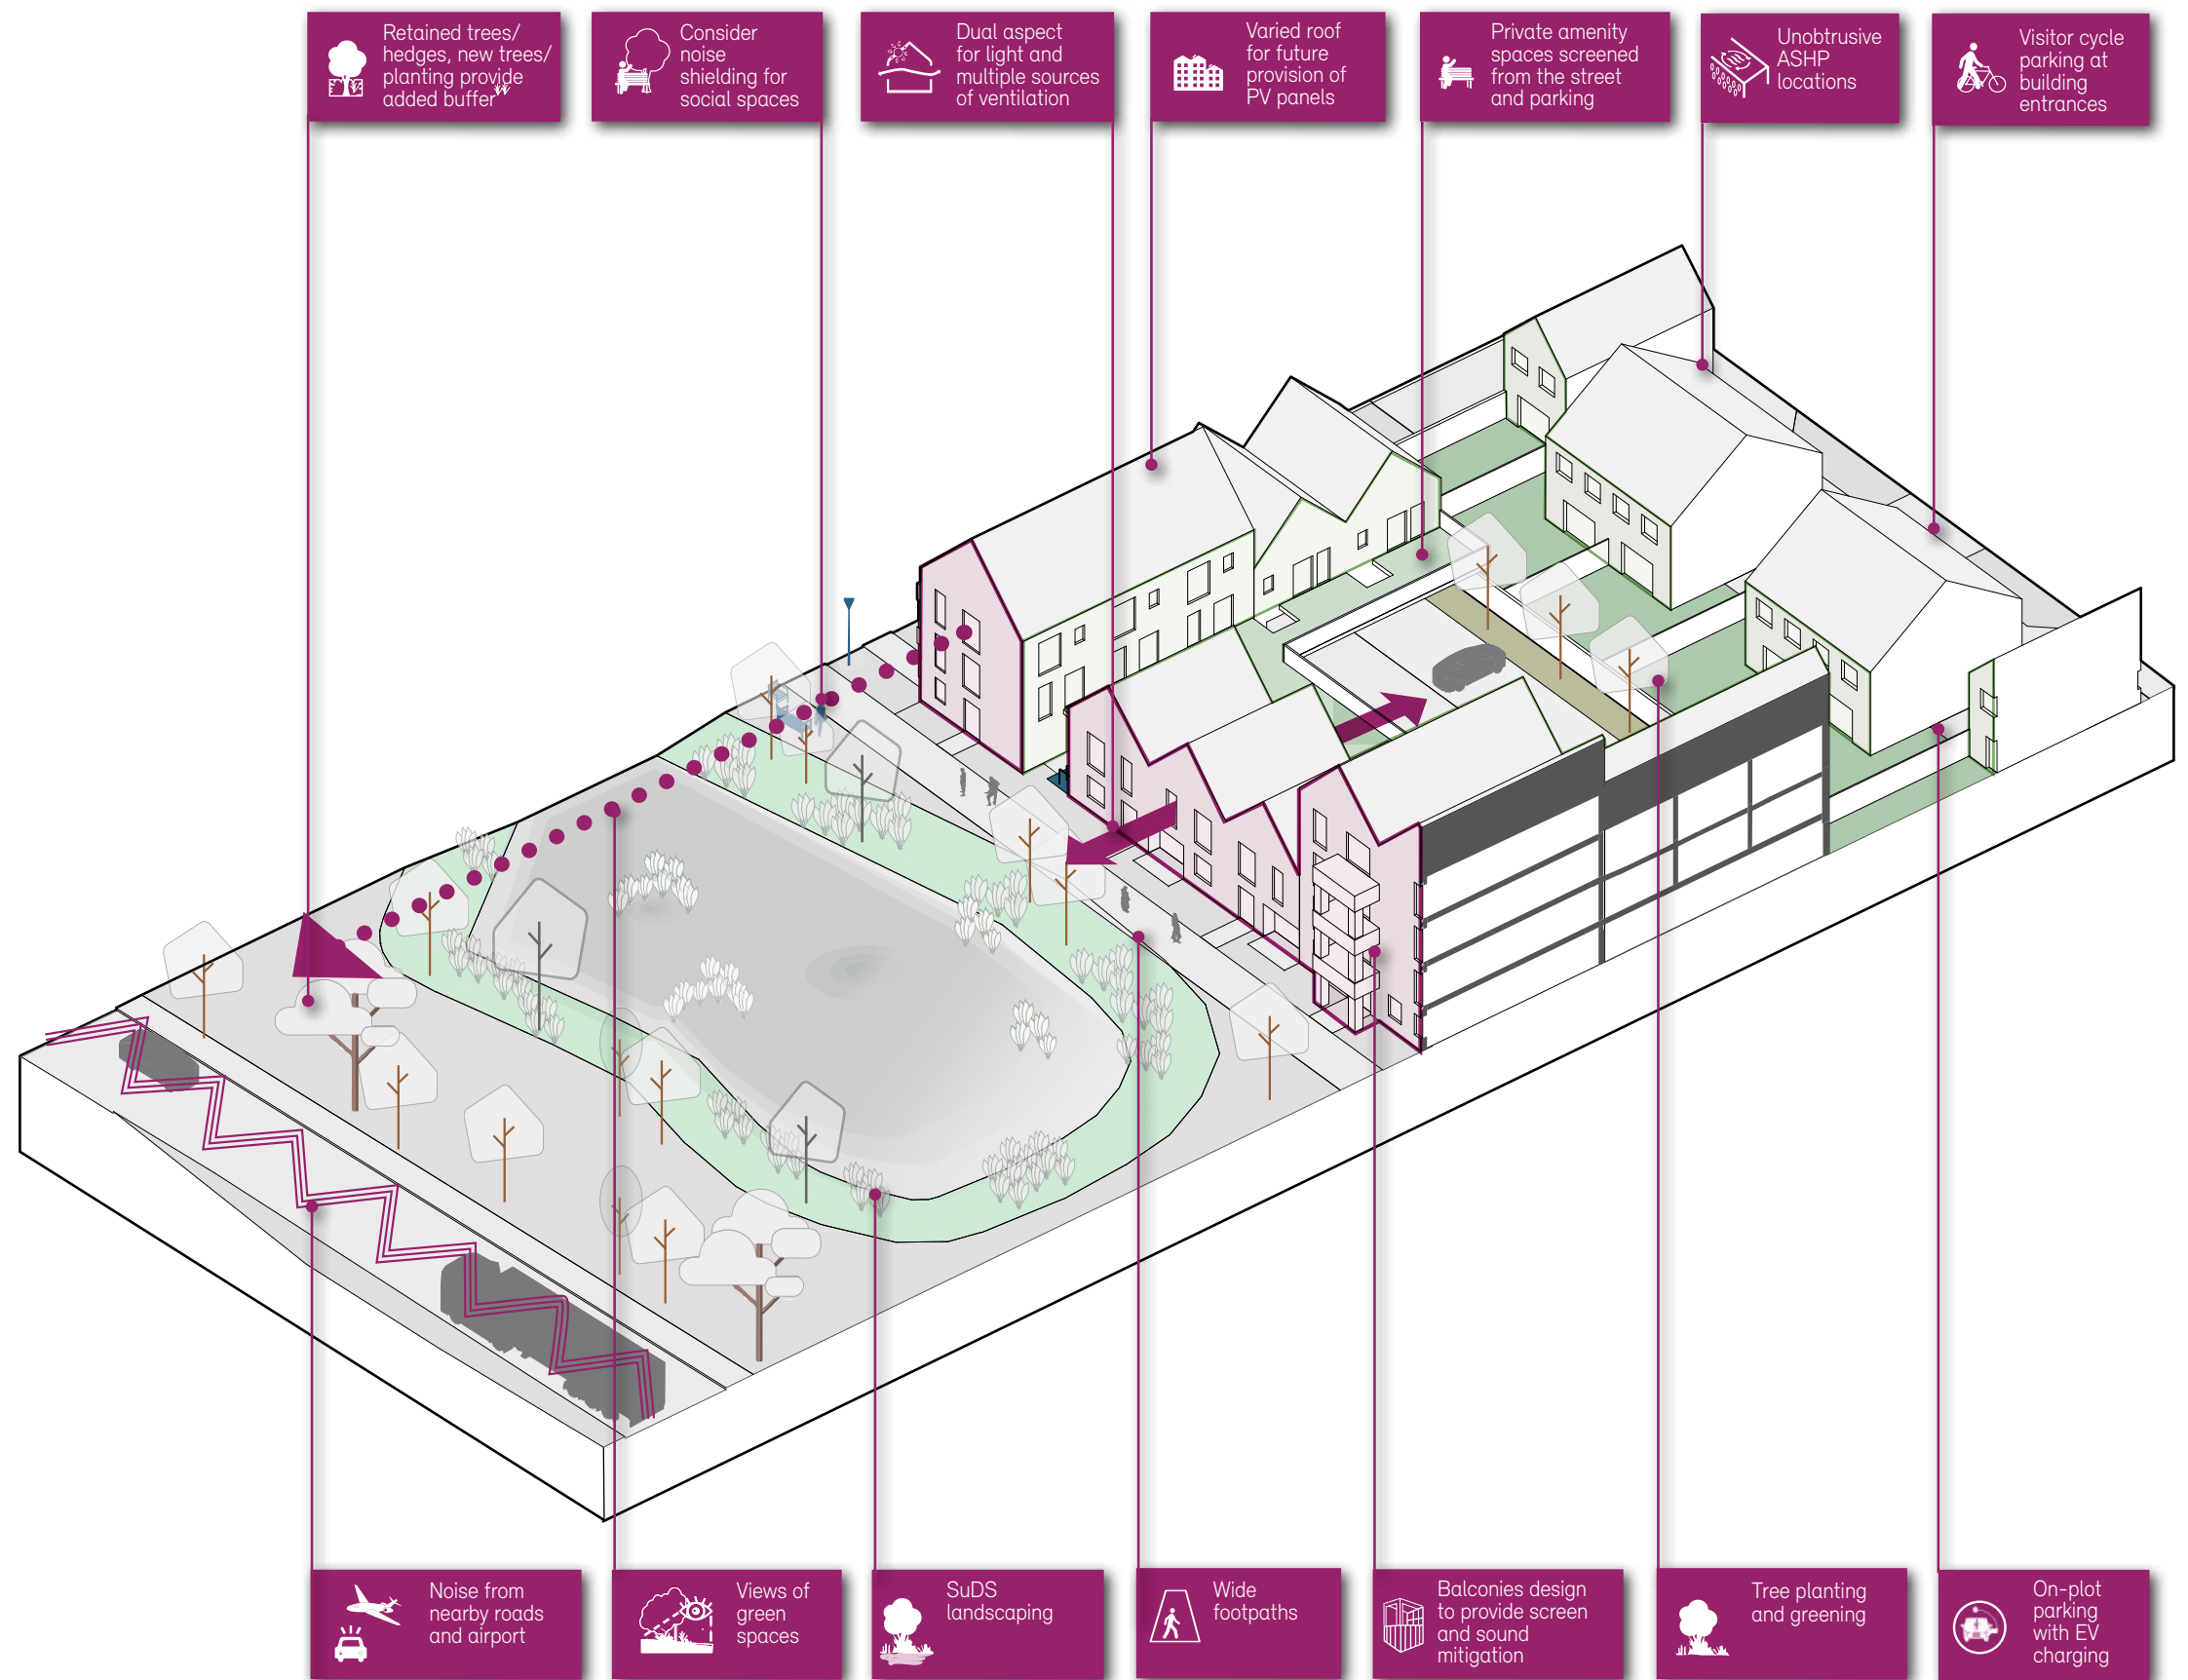 Retained trees/
hedges, new trees/
planting provide
added buffer
Consider
noise
shielding for
social spaces
Dual aspect
for light and
multiple sources
of ventilation
Varied roof
for future
provision of
PV panels
Private amenity
spaces screened
from the street
and parking
Unobtrusive
ASHP
locations
Visitor cycle
parking at
building
entrances
Noise from
nearby roads
and airport
Views of
green
spaces
SuDS
landscaping
Wide
footpaths
Balconies design
to provide screen
and sound
mitigation
Tree planting
and greening
On-plot
parking
with EV
charging